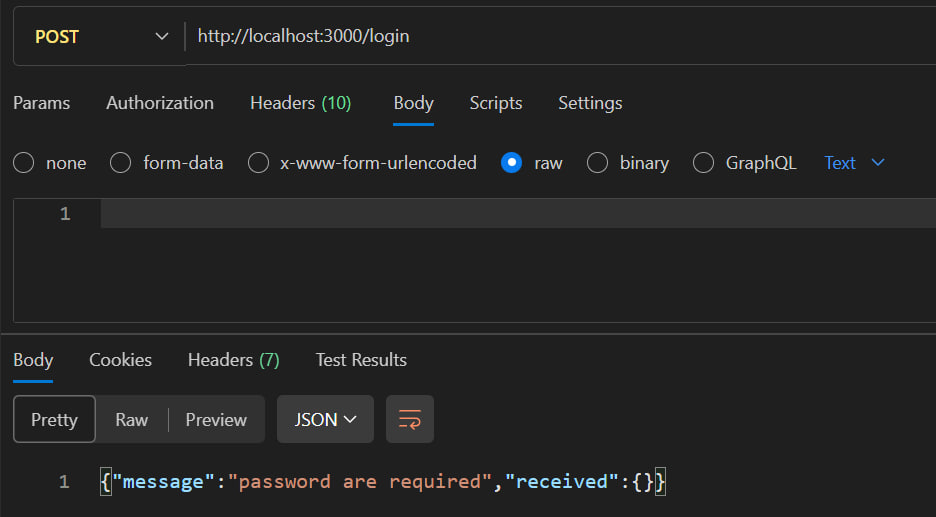 POST http://localhost:3000/login
Params Authorization Headers (10) Body Scripts Settings
none form-data x-www-form-urlencoded raw binary GraphQL Text
1
Body Cookies Headers (7) Test Results
Pretty Raw Preview JSON
1 {"message":"password are required","received":{}}